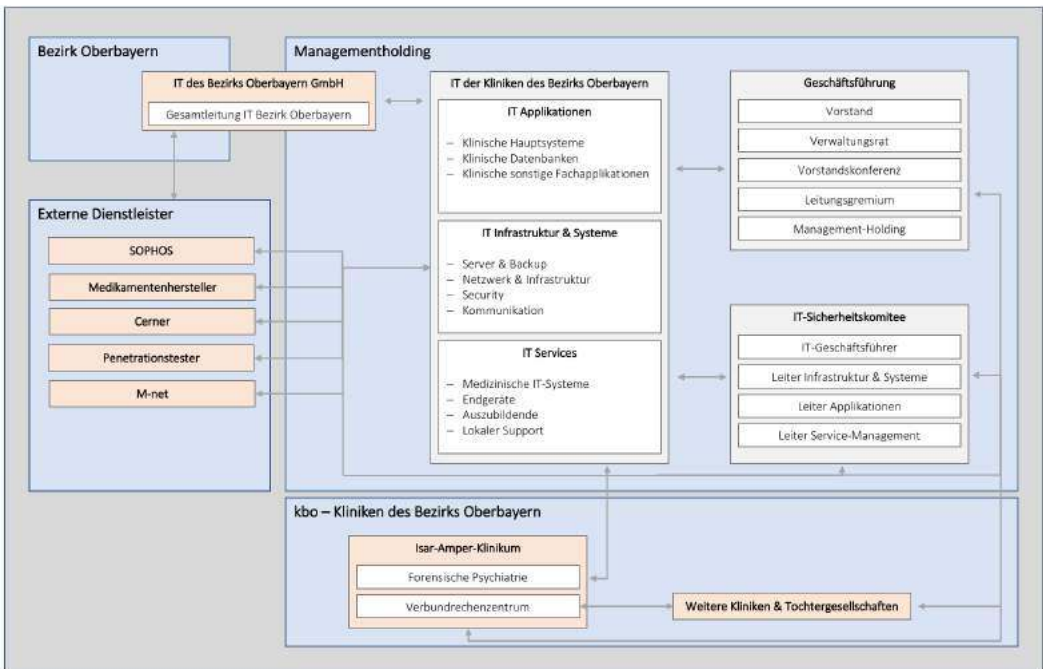 Bezirk Oberbayern
Managementholding
IT des Bezirks Oberbayern GmbH
Gesamtleitung IT Bezirk Oberbayern
IT der Kliniken des Bezirks Oberbayern
IT Applikationen
– Klinische Hauptsysteme
– Klinische Datenbanken
– Klinische sonstige Fachapplikationen
IT Infrastruktur & Systeme
– Server & Backup
– Netzwerk & Infrastruktur
– Security
– Kommunikation
IT Services
– Medizinische IT-Systeme
– Endgeräte
– Auszubildende
– Lokaler Support
Geschäftsführung
Vorstand
Verwaltungsrat
Vorstandskonferenz
Leitungsgremium
Management-Holding
IT-Sicherheitskomitee
IT-Geschäftsführer
Leiter Infrastruktur & Systeme
Leiter Applikationen
Leiter Service-Management
Externe Dienstleister
SOPHOS
Medikamentenhersteller
Cerner
Penetrationstester
M-net
kbo – Kliniken des Bezirks Oberbayern
Isar-Amper-Klinikum
Forensische Psychiatrie
Verbundrechenzentrum
Weitere Kliniken & Tochtergesellschaften